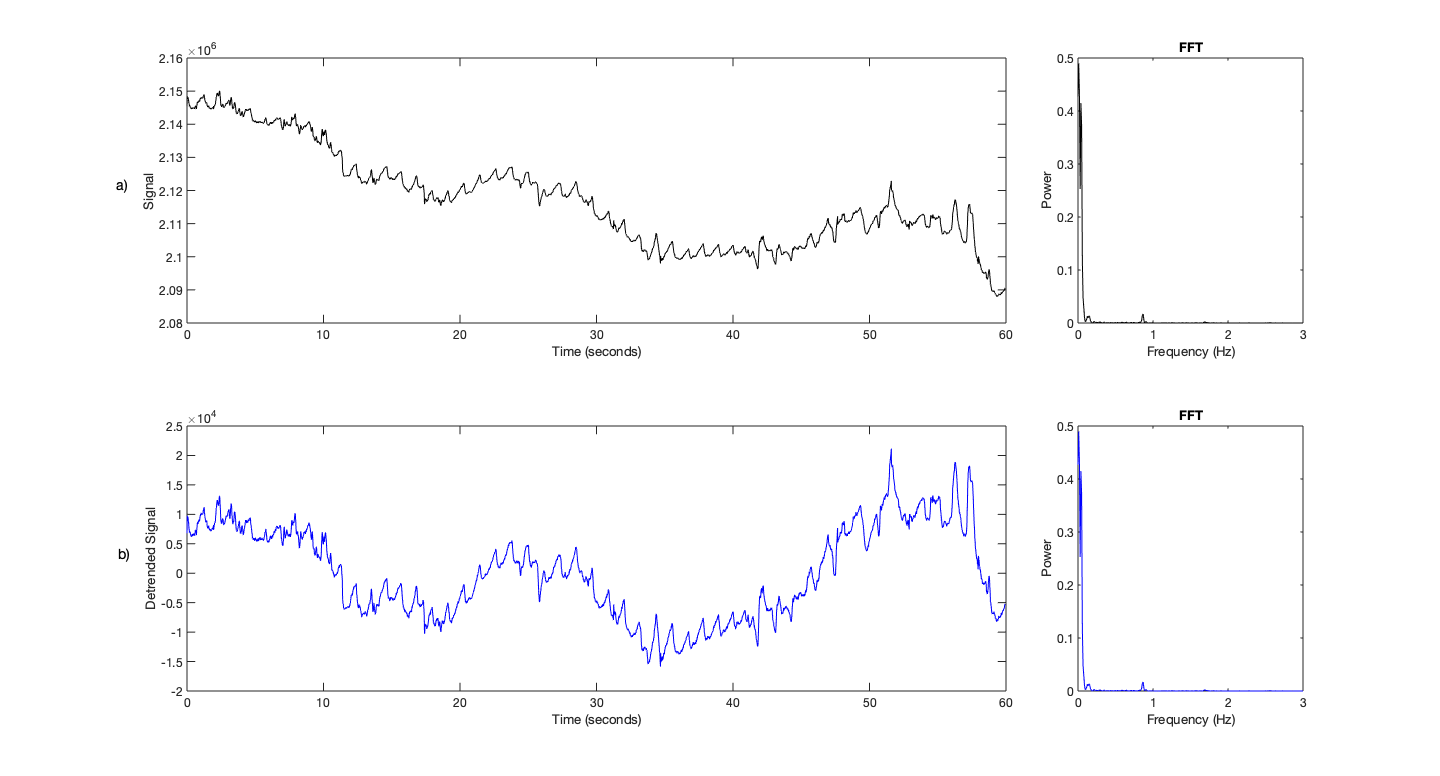 a)
×10⁶
2.16
2.15
2.14
2.13
2.12
2.11
2.1
2.09
2.08
Signal
0 10 20 30 40 50 60
Time (seconds)
FFT
0.5
0.4
0.3
0.2
0.1
0
Power
0 1 2 3
Frequency (Hz)
b)
×10⁴
2.5
2
1.5
1
0.5
0
-0.5
-1
-1.5
-2
Detrended Signal
0 10 20 30 40 50 60
Time (seconds)
FFT
0.5
0.4
0.3
0.2
0.1
0
Power
0 1 2 3
Frequency (Hz)